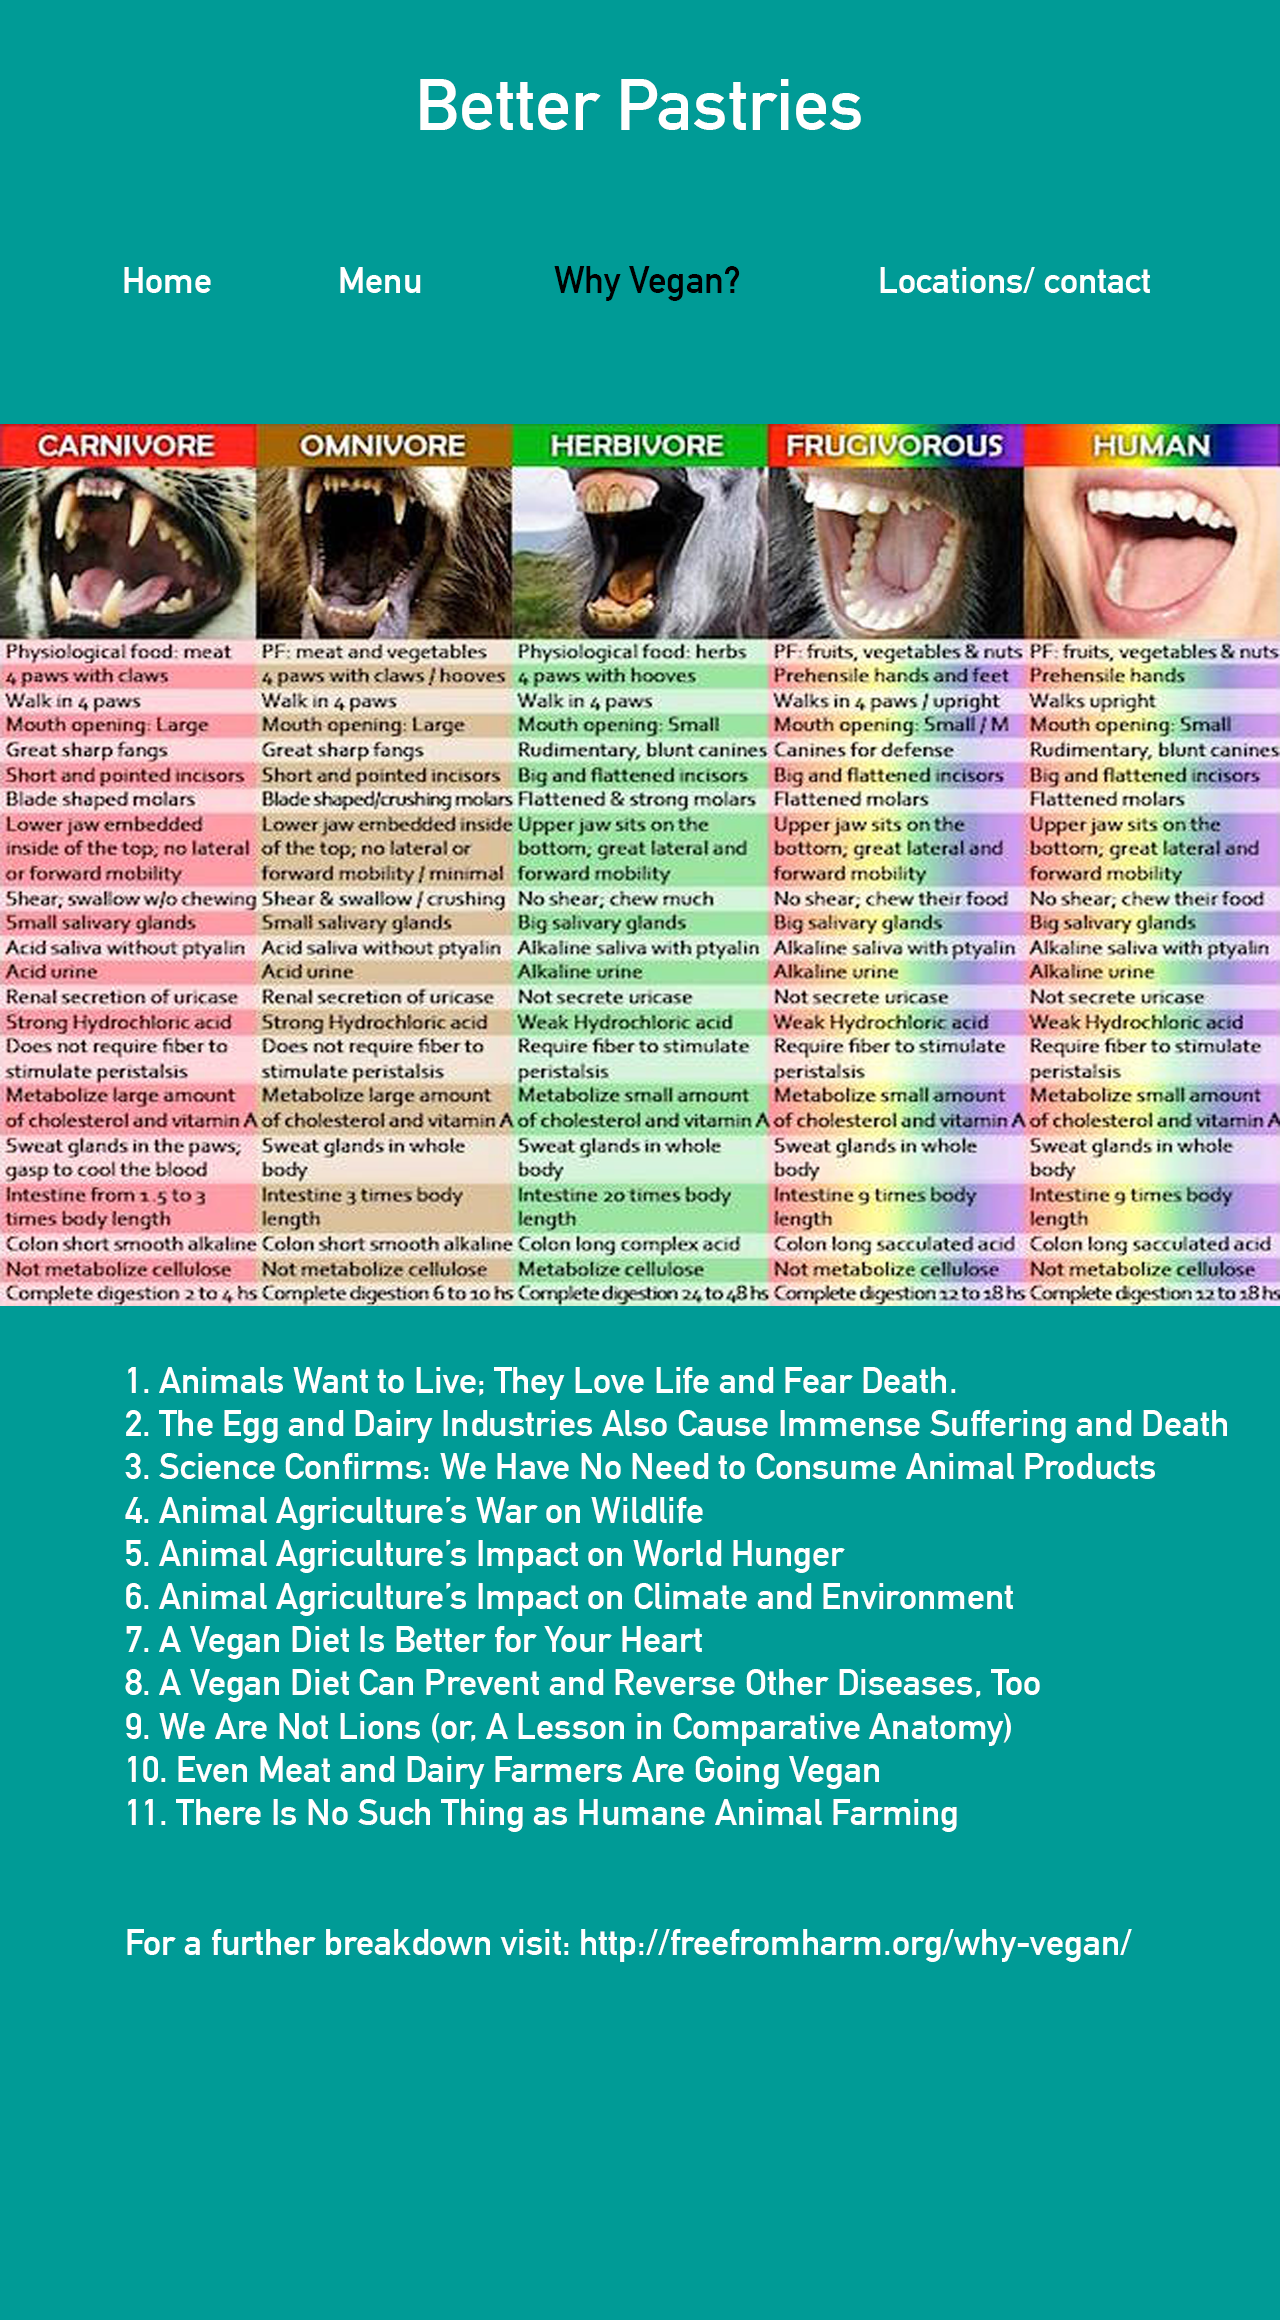 Better Pastries
Home Menu Why Vegan? Locations/ contact
CARNIVORE OMNIVORE HERBIVORE FRUGIVOROUS HUMAN
Physiological food: meat PF: meat and vegetables Physiological food: herbs PF: fruits, vegetables & nuts PF: fruits, vegetables & nuts
4 paws with claws 4 paws with claws / hooves 4 paws with hooves Prehensile hands and feet Prehensile hands
Walk in 4 paws Walk in 4 paws Walk in 4 paws Walks in 4 paws / upright Walks upright
Mouth opening: Large Mouth opening: Large Mouth opening: Small Mouth opening: Small / M Mouth opening: Small
Great sharp fangs Great sharp fangs Rudimentary, blunt canines Canines for defense Rudimentary, blunt canines
Short and pointed incisors Short and pointed incisors Big and flattened incisors Big and flattened incisors Big and flattened incisors
Blade shaped molars Blade shaped/crushing molars Flattened & strong molars Flattened molars Flattened molars
Lower jaw embedded Lower jaw embedded inside Upper jaw sits on the Upper jaw sits on the Upper jaw sits on the
inside of the top; no lateral of the top; no lateral or bottom; great lateral and bottom; great lateral and bottom; great lateral and
or forward mobility forward mobility / minimal forward mobility forward mobility forward mobility
Shear; swallow w/o chewing Shear & swallow / crushing No shear; chew much No shear; chew their food No shear; chew their food
Small salivary glands Small salivary glands Big salivary glands Big salivary glands Big salivary glands
Acid saliva without ptyalin Acid saliva without ptyalin Alkaline saliva with ptyalin Alkaline saliva with ptyalin Alkaline saliva with ptyalin
Acid urine Acid urine Alkaline urine Alkaline urine Alkaline urine
Renal secretion of uricase Renal secretion of uricase Not secrete uricase Not secrete uricase Not secrete uricase
Strong Hydrochloric acid Strong Hydrochloric acid Weak Hydrochloric acid Weak Hydrochloric acid Weak Hydrochloric acid
Does not require fiber to Does not require fiber to Require fiber to stimulate Require fiber to stimulate Require fiber to stimulate
stimulate peristalsis stimulate peristalsis peristalsis peristalsis peristalsis
Metabolize large amount Metabolize large amount Metabolize small amount Metabolize small amount Metabolize small amount
of cholesterol and vitamin A of cholesterol and vitamin A of cholesterol and vitamin A of cholesterol and vitamin A of cholesterol and vitamin A
Sweat glands in the paws; Sweat glands in whole Sweat glands in whole Sweat glands in whole Sweat glands in whole
gasp to cool the blood body body body body
Intestine from 1.5 to 3 Intestine 3 times body Intestine 20 times body Intestine 9 times body Intestine 9 times body
times body length length length length length
Colon short smooth alkaline Colon short smooth alkaline Colon long complex acid Colon long sacculated acid Colon long sacculated acid
Not metabolize cellulose Not metabolize cellulose Metabolize cellulose Not metabolize cellulose Not metabolize cellulose
Complete digestion 2 to 4 hs Complete digestion 6 to 10 hs Complete digestion 24 to 48 hs Complete digestion 12 to 18 hs Complete digestion 12 to 18 hs
1. Animals Want to Live; They Love Life and Fear Death.
2. The Egg and Dairy Industries Also Cause Immense Suffering and Death
3. Science Confirms: We Have No Need to Consume Animal Products
4. Animal Agriculture’s War on Wildlife
5. Animal Agriculture’s Impact on World Hunger
6. Animal Agriculture’s Impact on Climate and Environment
7. A Vegan Diet Is Better for Your Heart
8. A Vegan Diet Can Prevent and Reverse Other Diseases, Too
9. We Are Not Lions (or, A Lesson in Comparative Anatomy)
10. Even Meat and Dairy Farmers Are Going Vegan
11. There Is No Such Thing as Humane Animal Farming
For a further breakdown visit: http://freefromharm.org/why-vegan/